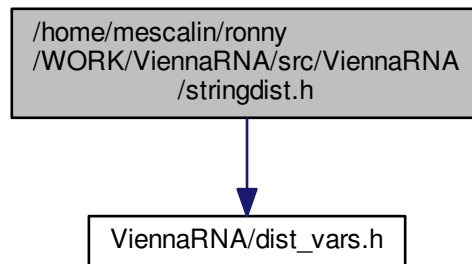 /home/mescalin/ronny
/WORK/ViennaRNA/src/ViennaRNA
/stringdist.h
ViennaRNA/dist_vars.h